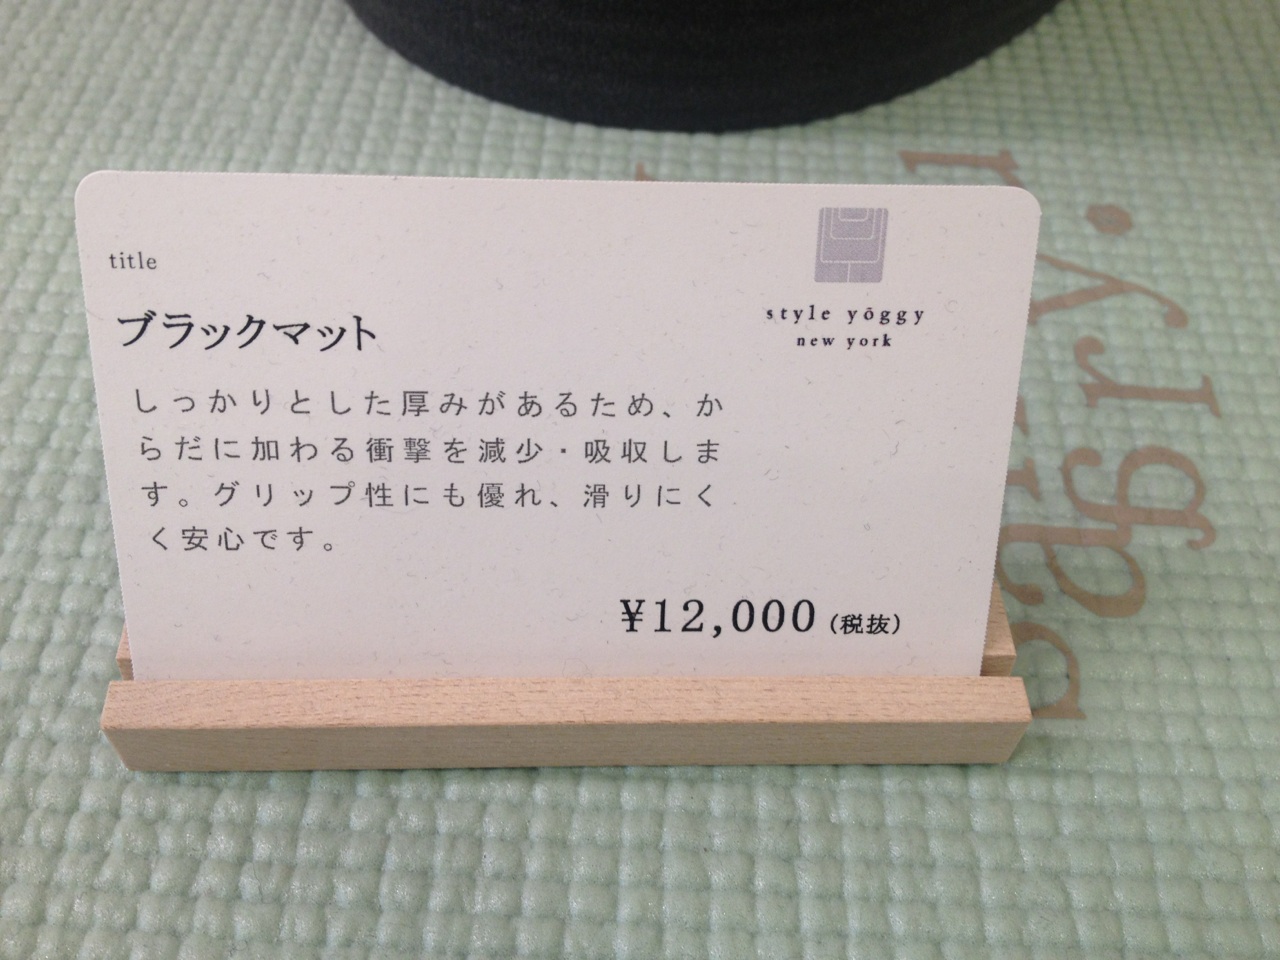 title
style yōggy
new york
ブラックマット
しっかりとした厚みがあるため、か
らだに加わる衝撃を減少・吸収しま
す。グリップ性にも優れ、滑りにく
く安心です。
¥12,000(税抜)